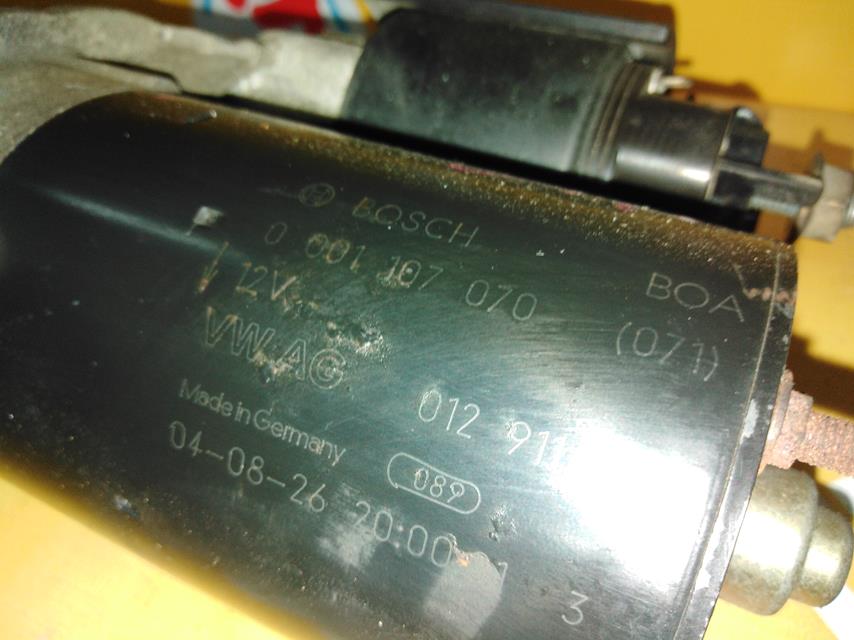 BOSCH
0 001 107 070 BOA
12V (071)
VW AG 012 911
Made in Germany 089
04-08-26 20:00
3